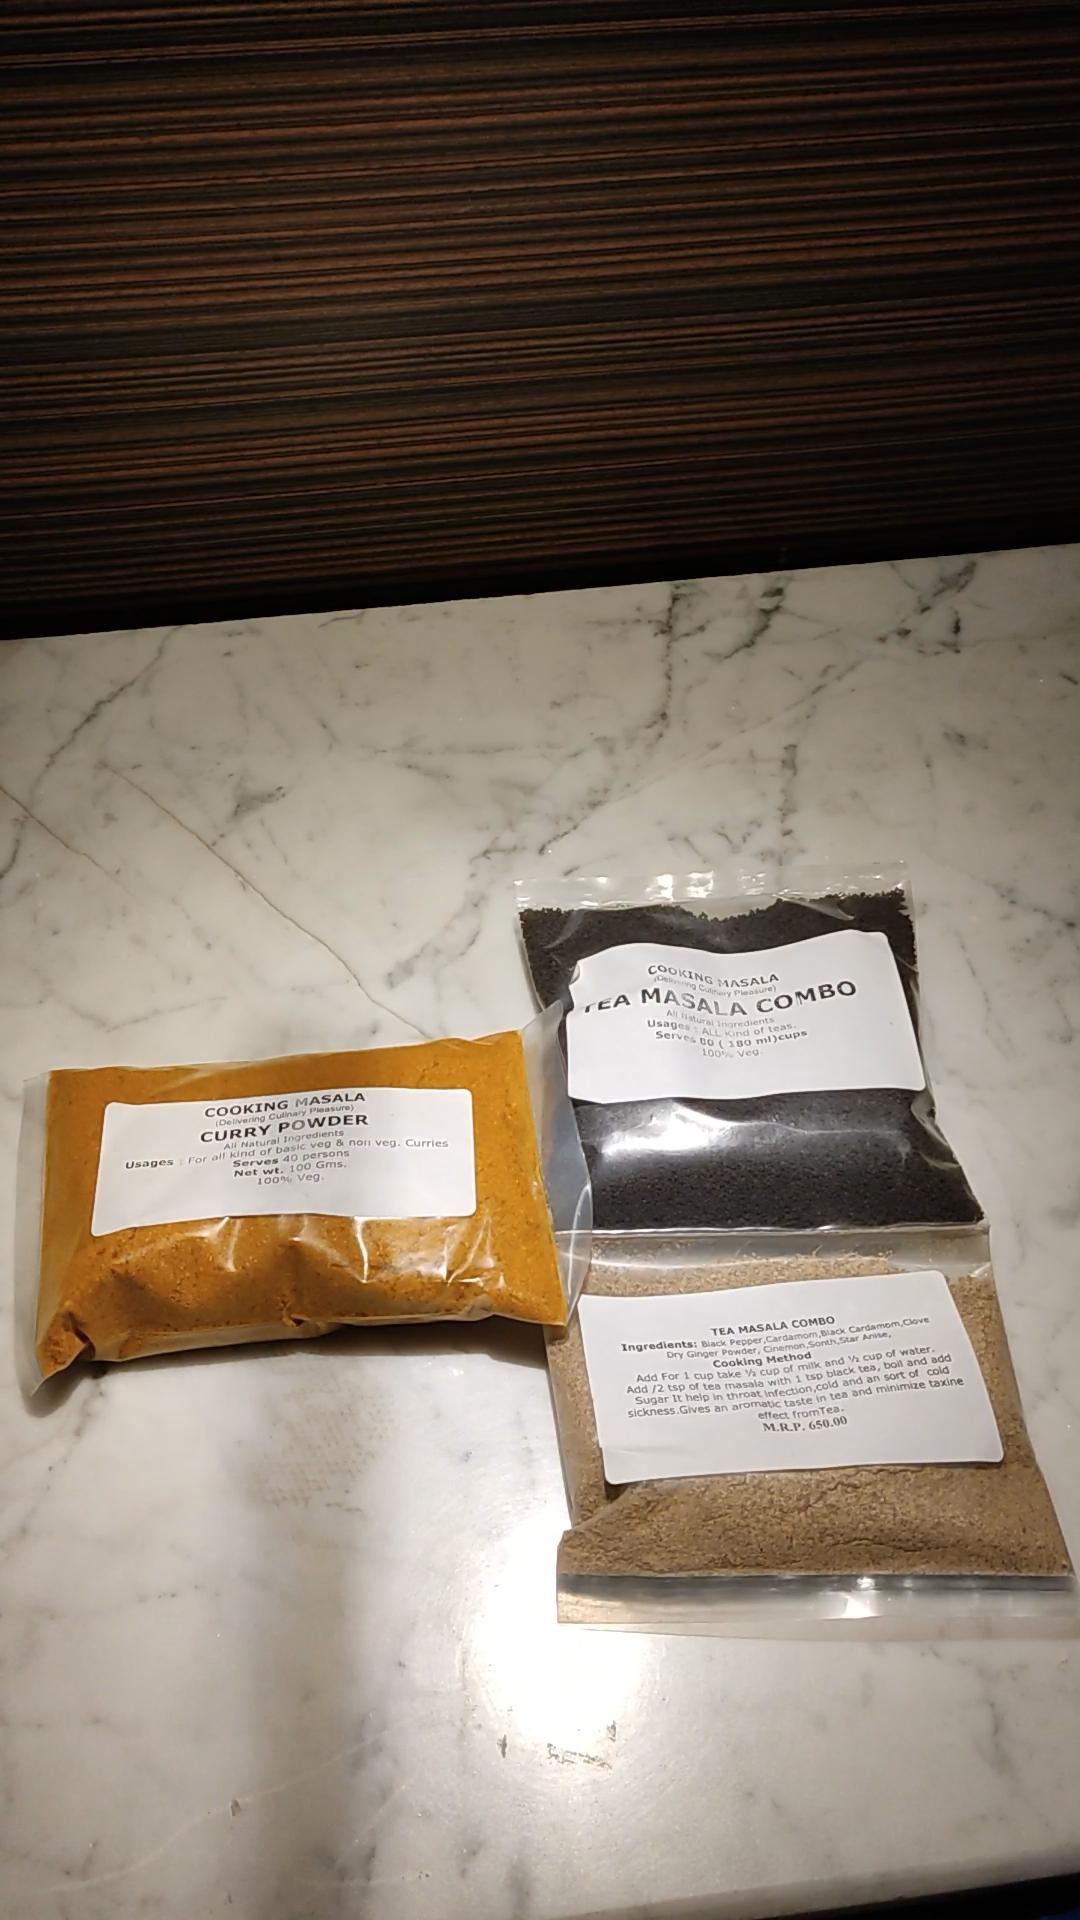 COOKING MASALA
(Delivering Culinary Pleasure)
TEA MASALA COMBO
All Natural Ingredients
Usages : ALL Kind of teas.
Serves 80 ( 180 ml)cups
100% Veg.
COOKING MASALA
(Delivering Culinary Pleasure)
CURRY POWDER
All Natural Ingredients
Usages : For all kind of basic veg & non veg. Curries
Serves 40 persons
Net wt. 100 Gms.
100% Veg.
TEA MASALA COMBO
Ingredients: Black Pepper,Cardamom,Black Cardamom,Clove
Dry Ginger Powder, Cinemon,Sonth,Star Anise,
Cooking Method
Add For 1 cup take ½ cup of milk and ½ cup of water.
Add /2 tsp of tea masala with 1 tsp black tea, boil and add
Sugar It help in throat infection,cold and an sort of cold
sickness.Gives an aromatic taste in tea and minimize taxine
effect fromTea.
M.R.P. 650.00